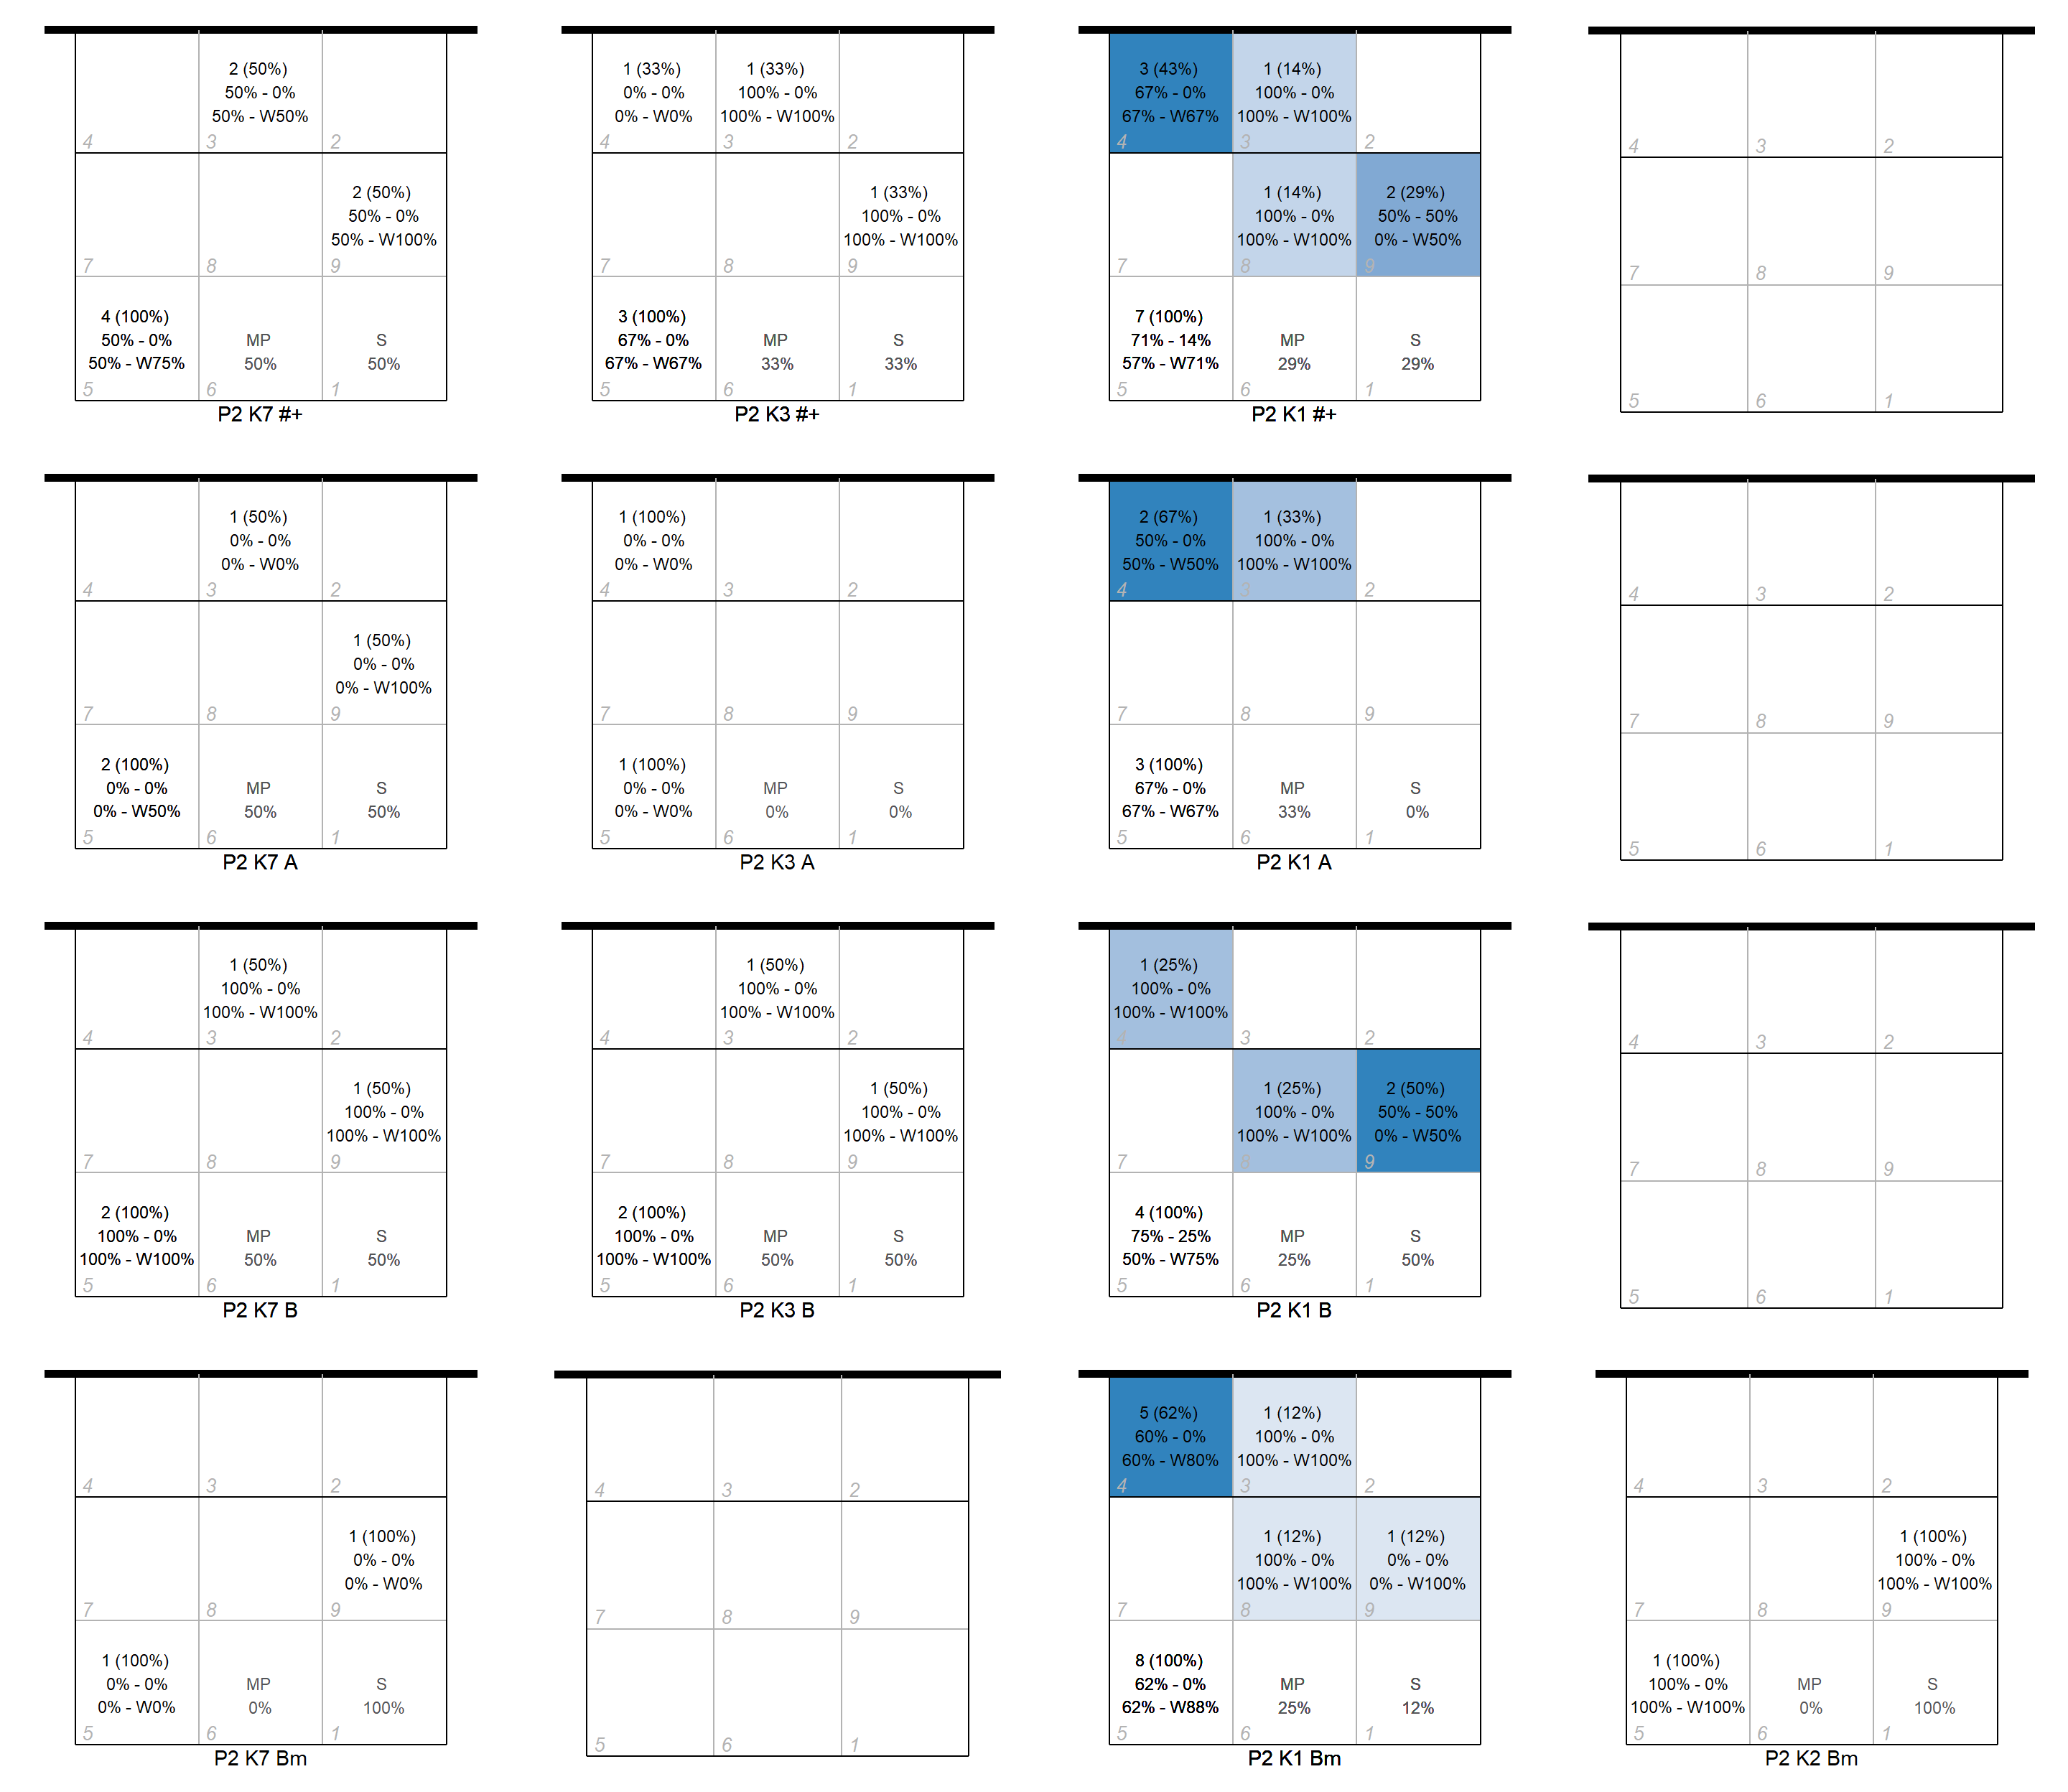 4
2 (50%)
50% - 0%
50% - W50%
3
2
7
8
2 (50%)
50% - 0%
50% - W100%
9
4 (100%)
50% - 0%
50% - W75%
5
MP
50%
6
S
50%
1
P2 K7 #+
1 (33%)
0% - 0%
0% - W0%
4
1 (33%)
100% - 0%
100% - W100%
3
2
7
8
1 (33%)
100% - 0%
100% - W100%
9
3 (100%)
67% - 0%
67% - W67%
5
MP
33%
6
S
33%
1
P2 K3 #+
3 (43%)
67% - 0%
67% - W67%
4
1 (14%)
100% - 0%
100% - W100%
3
2
7
1 (14%)
100% - 0%
100% - W100%
8
2 (29%)
50% - 50%
0% - W50%
9
7 (100%)
71% - 14%
57% - W71%
5
MP
29%
6
S
29%
1
P2 K1 #+
4
3
2
7
8
9
5
6
1
4
1 (50%)
0% - 0%
0% - W0%
3
2
7
8
1 (50%)
0% - 0%
0% - W100%
9
2 (100%)
0% - 0%
0% - W50%
5
MP
50%
6
S
50%
1
P2 K7 A
1 (100%)
0% - 0%
0% - W0%
4
3
2
7
8
9
1 (100%)
0% - 0%
0% - W0%
5
MP
0%
6
S
0%
1
P2 K3 A
2 (67%)
50% - 0%
50% - W50%
4
1 (33%)
100% - 0%
100% - W100%
3
2
7
8
9
3 (100%)
67% - 0%
67% - W67%
5
MP
33%
6
S
0%
1
P2 K1 A
4
3
2
7
8
9
5
6
1
4
1 (50%)
100% - 0%
100% - W100%
3
2
7
8
1 (50%)
100% - 0%
100% - W100%
9
2 (100%)
100% - 0%
100% - W100%
5
MP
50%
6
S
50%
1
P2 K7 B
4
1 (50%)
100% - 0%
100% - W100%
3
2
7
8
1 (50%)
100% - 0%
100% - W100%
9
2 (100%)
100% - 0%
100% - W100%
5
MP
50%
6
S
50%
1
P2 K3 B
1 (25%)
100% - 0%
100% - W100%
4
3
2
7
1 (25%)
100% - 0%
100% - W100%
8
2 (50%)
50% - 50%
0% - W50%
9
4 (100%)
75% - 25%
50% - W75%
5
MP
25%
6
S
50%
1
P2 K1 B
4
3
2
7
8
9
5
6
1
4
3
2
7
8
1 (100%)
0% - 0%
0% - W0%
9
1 (100%)
0% - 0%
0% - W0%
5
MP
0%
6
S
100%
1
P2 K7 Bm
4
3
2
7
8
9
5
6
1
5 (62%)
60% - 0%
60% - W80%
4
1 (12%)
100% - 0%
100% - W100%
3
2
7
1 (12%)
100% - 0%
100% - W100%
8
1 (12%)
0% - 0%
0% - W100%
9
8 (100%)
62% - 0%
62% - W88%
5
MP
25%
6
S
12%
1
P2 K1 Bm
4
3
2
7
8
1 (100%)
100% - 0%
100% - W100%
9
1 (100%)
100% - 0%
100% - W100%
5
MP
0%
6
S
100%
1
P2 K2 Bm